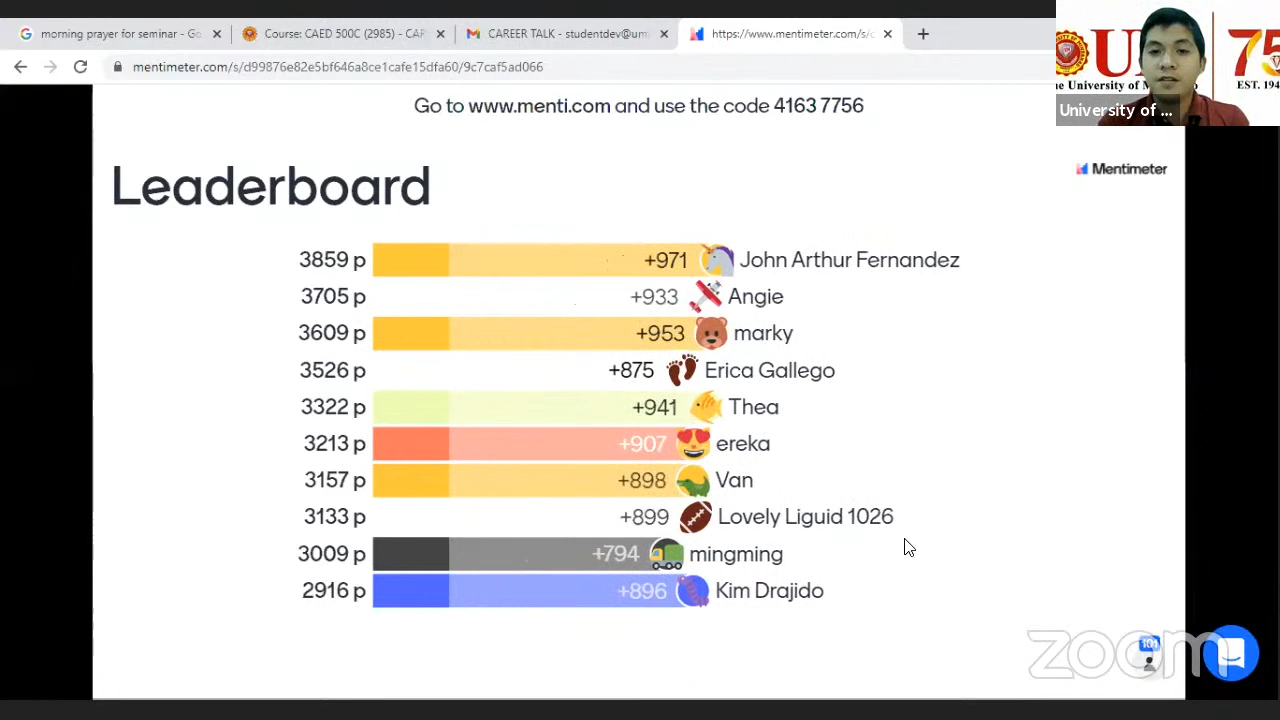 morning prayer for seminar - Go
Course: CAED 500C (2985) - CAR
CAREER TALK - studentdev@um
https://www.mentimeter.com/s/c
mentimeter.com/s/d99876e82e5bf646a8ce1cafe15dfa60/9c7caf5ad066
Go to www.menti.com and use the code 4163 7756
U
75
EST. 194
University of ...
Leaderboard
Mentimeter
3859 p +971 John Arthur Fernandez
3705 p +933 Angie
3609 p +953 marky
3526 p +875 Erica Gallego
3322 p +941 Thea
3213 p +907 ereka
3157 p +898 Van
3133 p +899 Lovely Liguid 1026
3009 p +794 mingming
2916 p +896 Kim Drajido
zoom